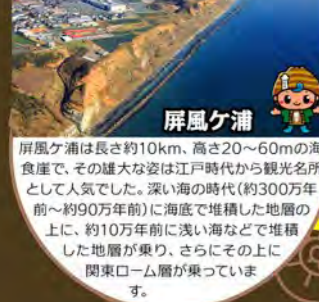 屏風ケ浦
屏風ケ浦は長さ約10km、高さ20～60mの海
食崖で、その雄大な姿は江戸時代から観光名所
として人気でした。深い海の時代(約300万年
前～約90万年前)に海底で堆積した地層の
上に、約10万年前に浅い海などで堆積
した地層が乗り、さらにその上に
関東ローム層が乗っていま
す。